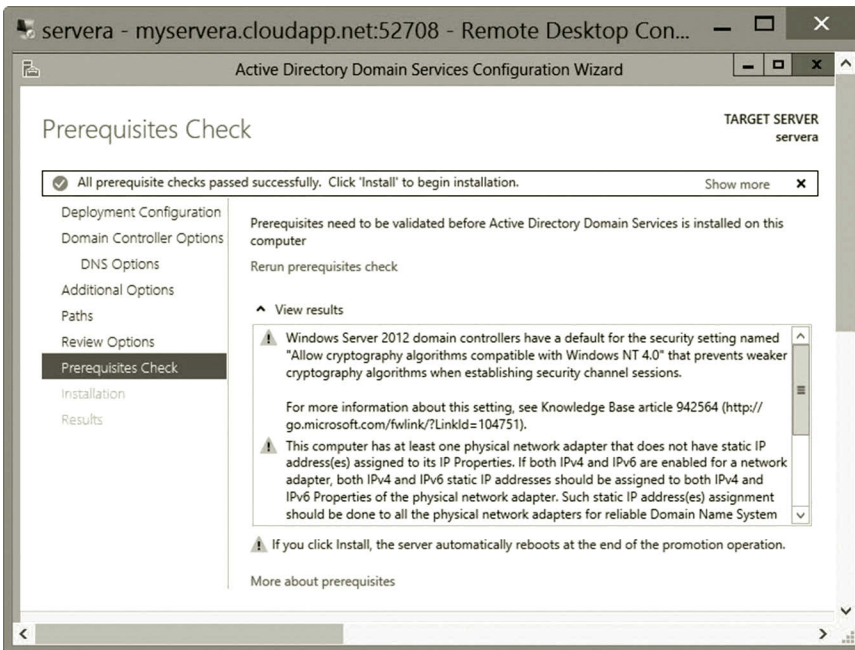 servera - myservera.cloudapp.net:52708 - Remote Desktop Con...
Active Directory Domain Services Configuration Wizard
Prerequisites Check
TARGET SERVER
servera
All prerequisite checks passed successfully. Click 'Install' to begin installation.
Show more
Deployment Configuration
Domain Controller Options
DNS Options
Additional Options
Paths
Review Options
Prerequisites Check
Installation
Results
Prerequisites need to be validated before Active Directory Domain Services is installed on this
computer
Rerun prerequisites check
View results
Windows Server 2012 domain controllers have a default for the security setting named
"Allow cryptography algorithms compatible with Windows NT 4.0" that prevents weaker
cryptography algorithms when establishing security channel sessions.
For more information about this setting, see Knowledge Base article 942564 (http://
go.microsoft.com/fwlink/?LinkId=104751).
This computer has at least one physical network adapter that does not have static IP
address(es) assigned to its IP Properties. If both IPv4 and IPv6 are enabled for a network
adapter, both IPv4 and IPv6 static IP addresses should be assigned to both IPv4 and
IPv6 Properties of the physical network adapter. Such static IP address(es) assignment
should be done to all the physical network adapters for reliable Domain Name System
If you click Install, the server automatically reboots at the end of the promotion operation.
More about prerequisites